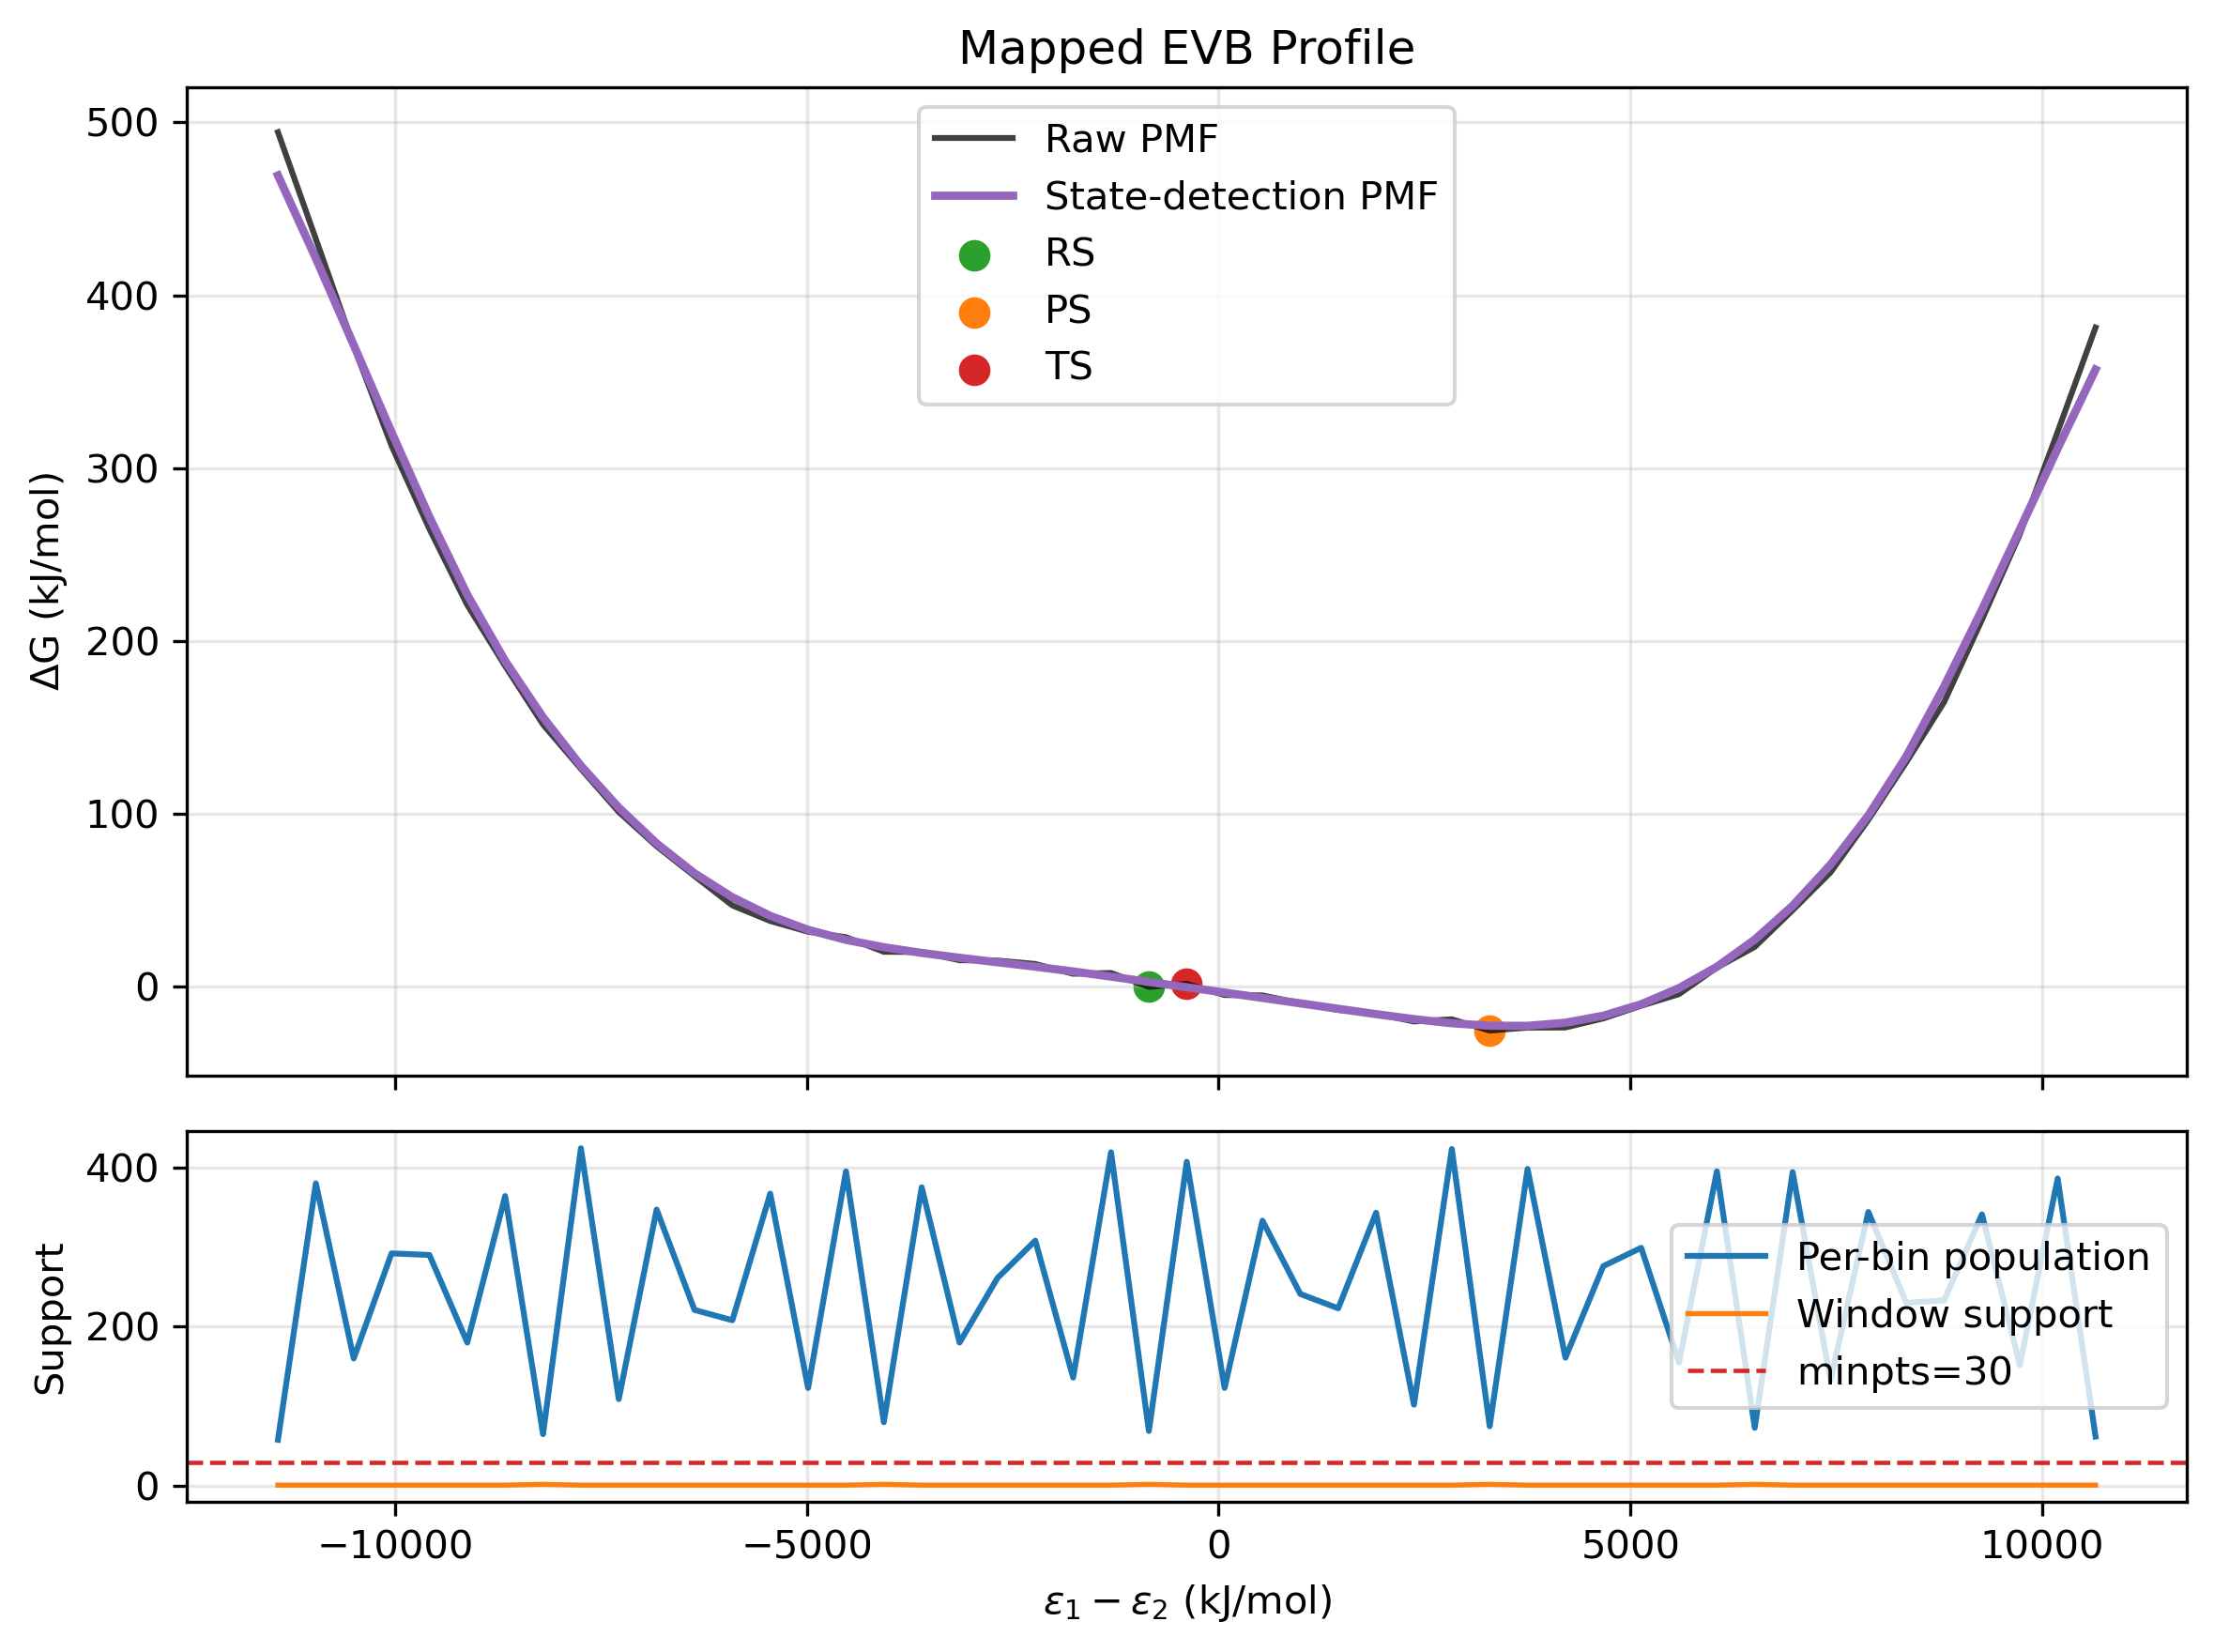 Mapped EVB Profile
500
400
300
200
100
0
ΔG (kJ/mol)
Raw PMF
State-detection PMF
RS
PS
TS
400
200
0
Support
Per-bin population
Window support
minpts=30
−10000
−5000
0
5000
10000
ε₁ − ε₂ (kJ/mol)